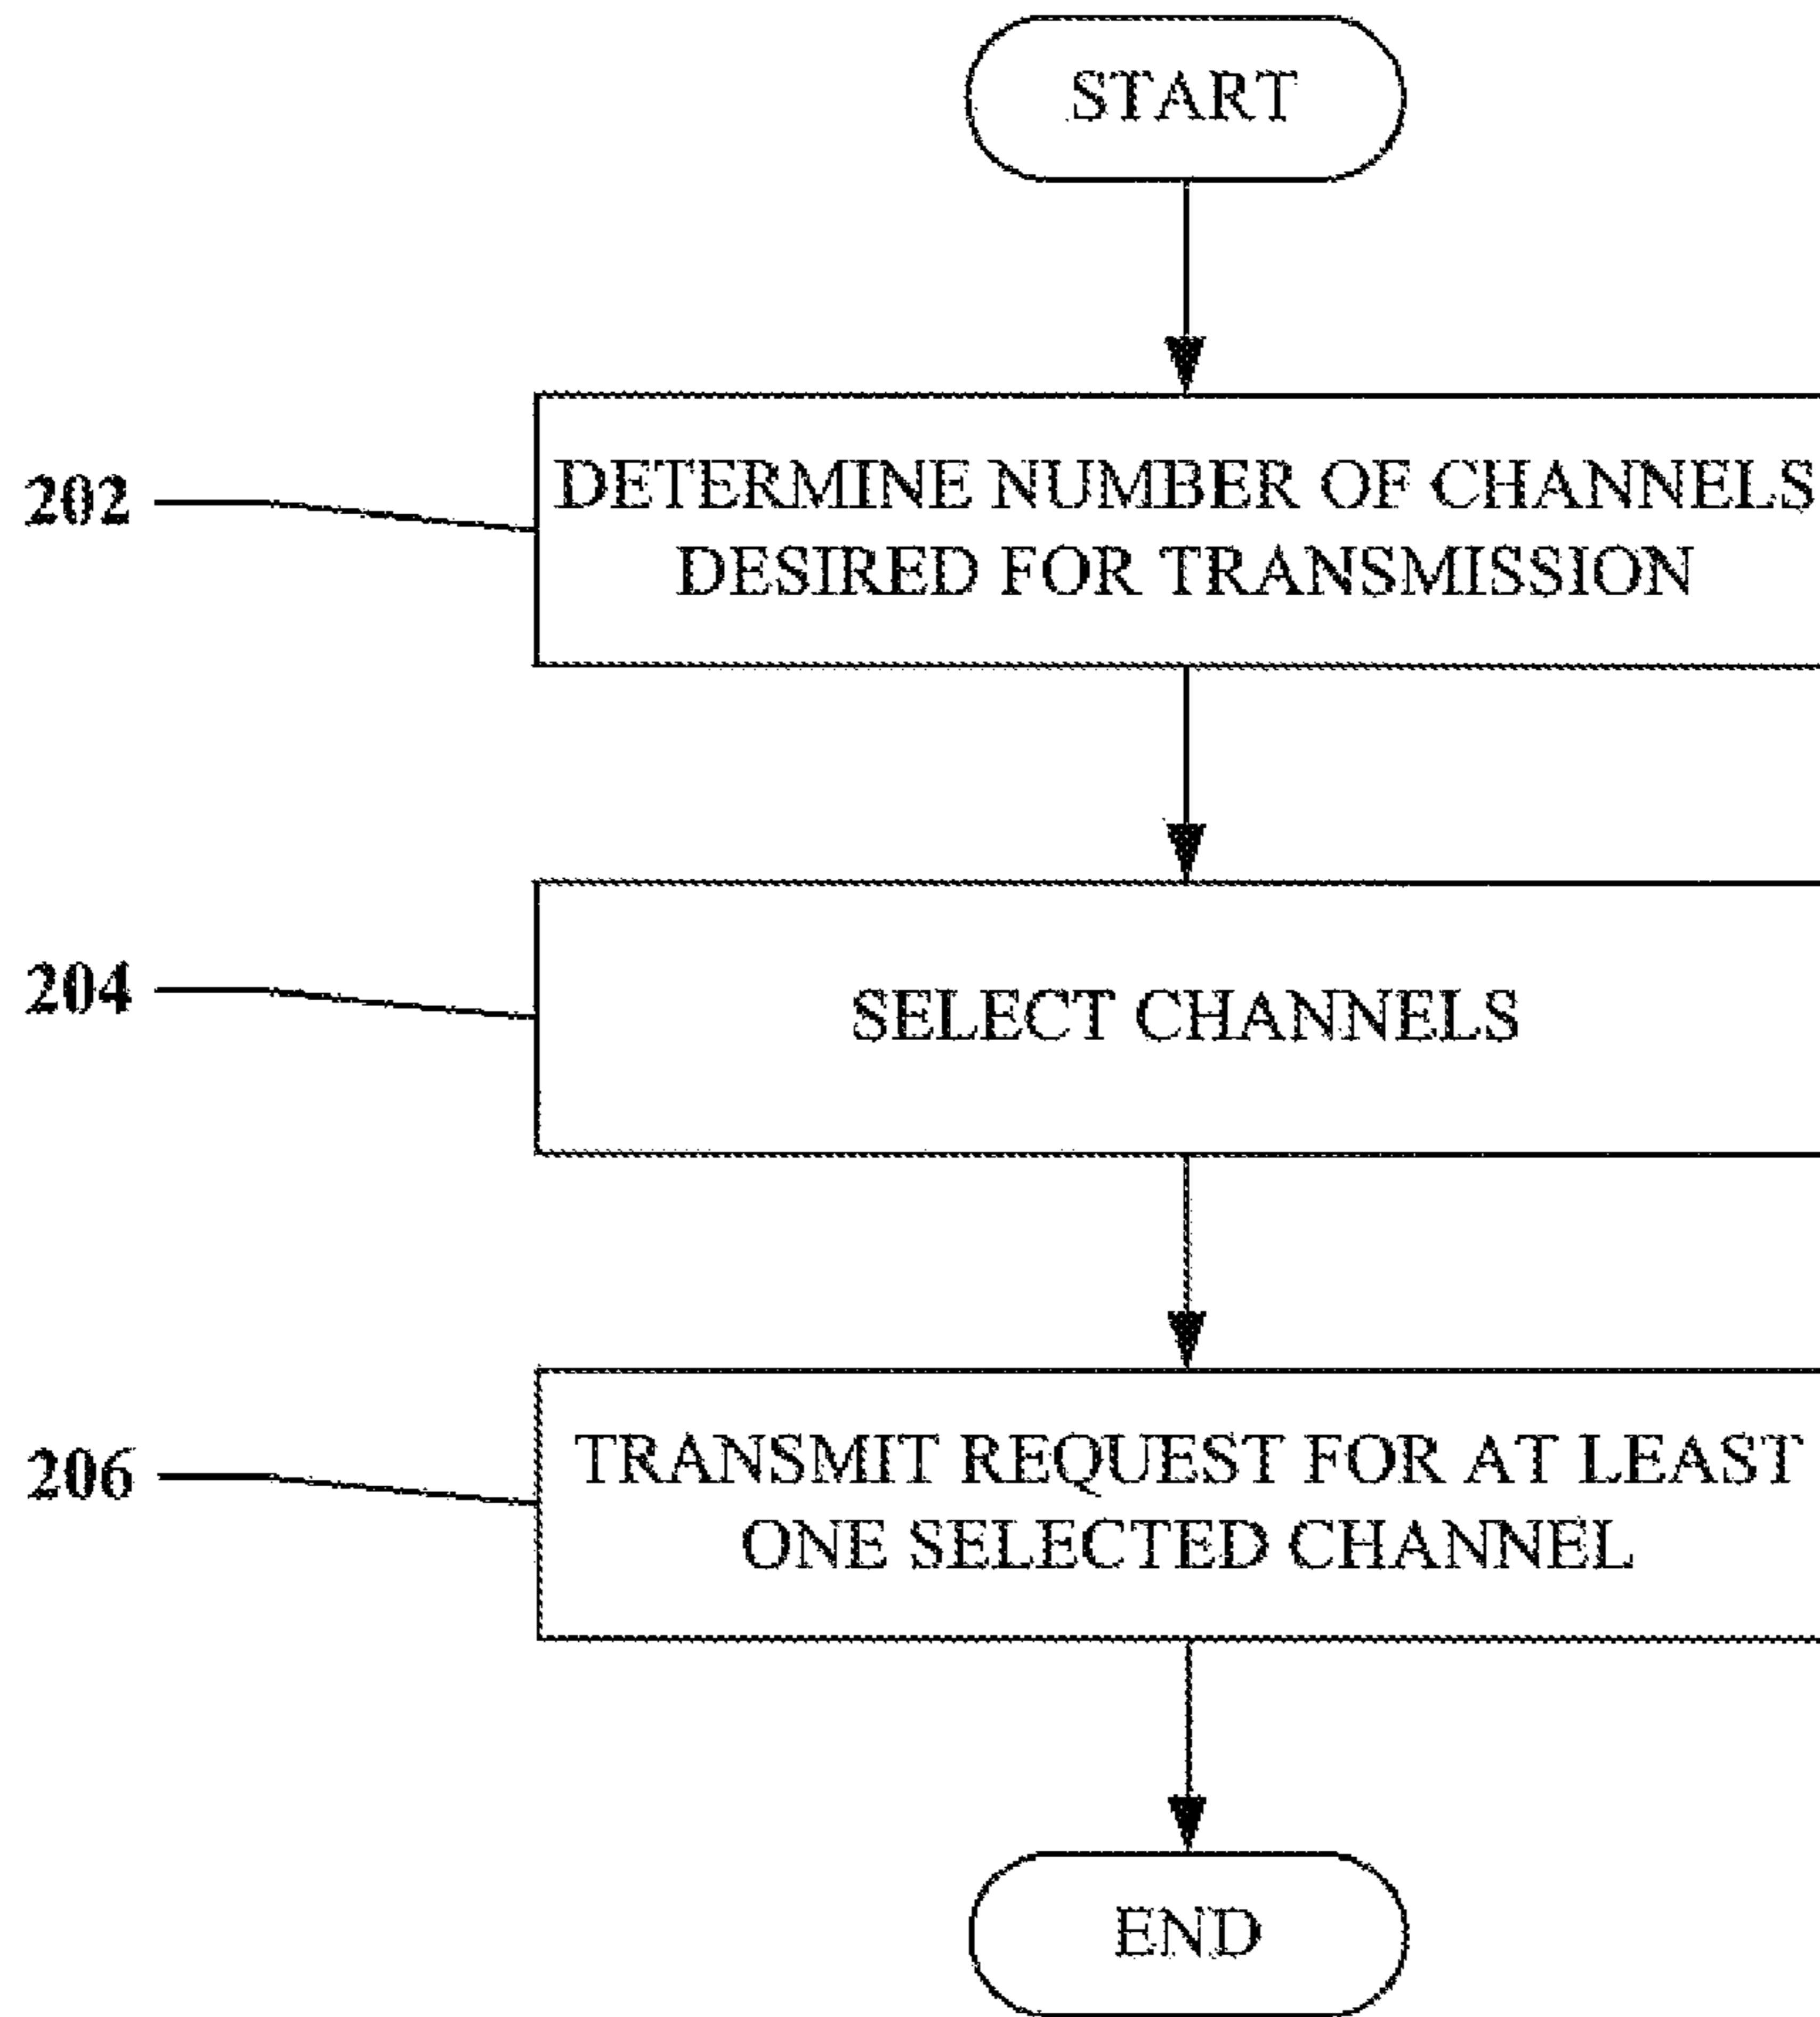 START
202
DETERMINE NUMBER OF CHANNELS
DESIRED FOR TRANSMISSION
204
SELECT CHANNELS
206
TRANSMIT REQUEST FOR AT LEAST
ONE SELECTED CHANNEL
END